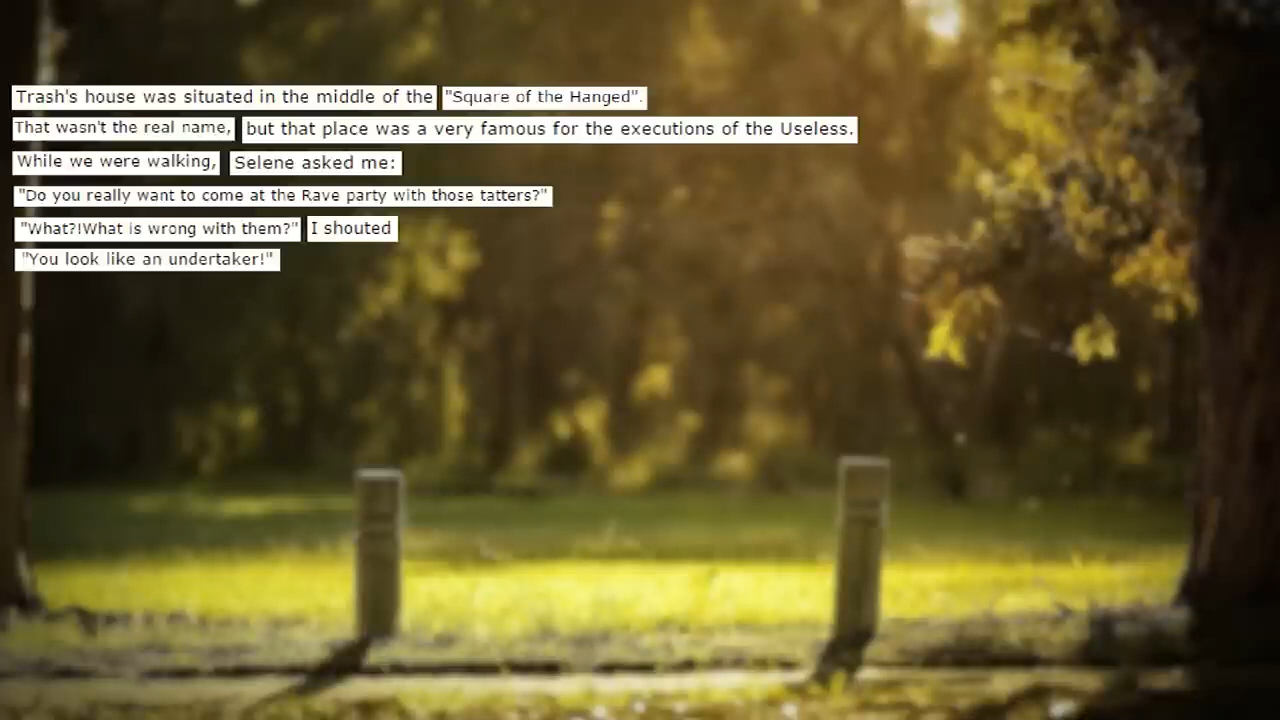 Trash's house was situated in the middle of the "Square of the Hanged".
That wasn't the real name, but that place was a very famous for the executions of the Useless.
While we were walking, Selene asked me:
"Do you really want to come at the Rave party with those tatters?"
"What?!What is wrong with them?" I shouted
"You look like an undertaker!"